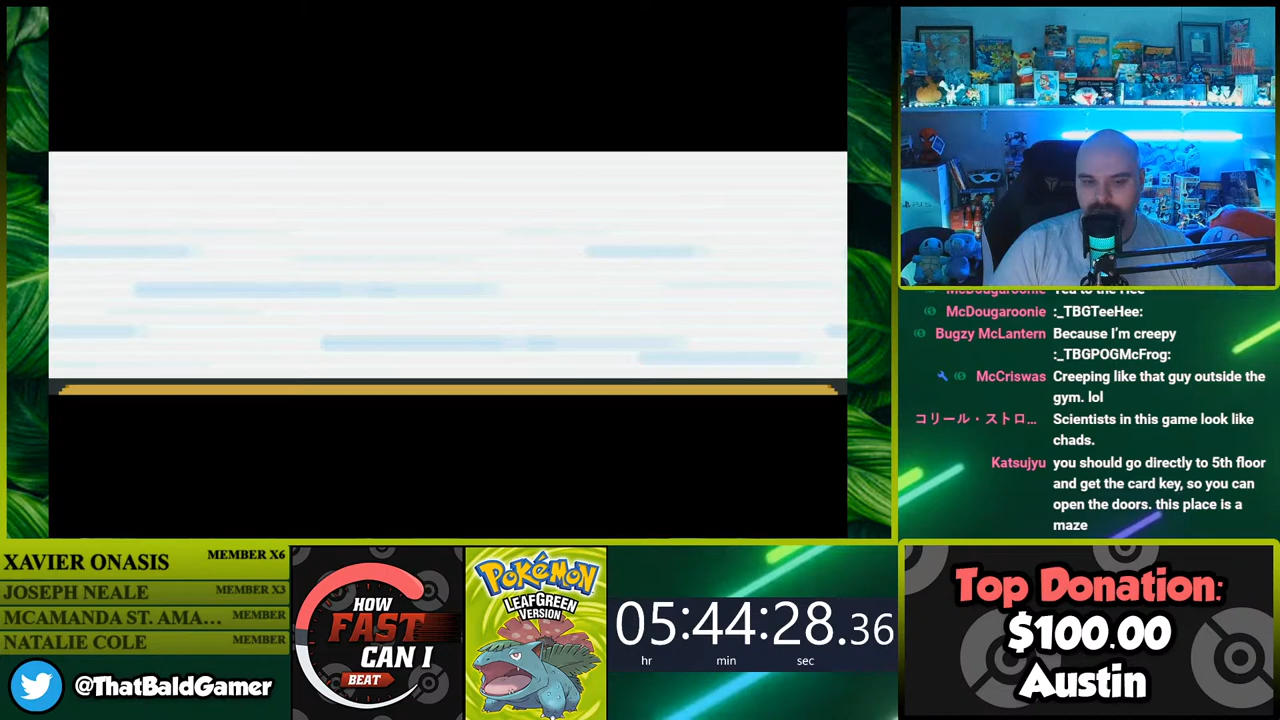 McDougaroonie
McDougaroonie :_TBGTeeHee:
Bugzy McLantern Because I'm creepy
:_TBGPOGMcFrog:
McCriswas Creeping like that guy outside the
gym. lol
コリール・ストロ… Scientists in this game look like
chads.
Katsujyu you should go directly to 5th floor
and get the card key, so you can
open the doors. this place is a
maze
XAVIER ONASIS MEMBER X6
JOSEPH NEALE MEMBER X3
MCAMANDA ST. AMA... MEMBER
NATALIE COLE MEMBER
@ThatBaldGamer
HOW
FAST
CAN I
BEAT
POKÉMON
LEAFGREEN
VERSION
05:44:28.36
hr min sec
Top Donation:
$100.00
Austin